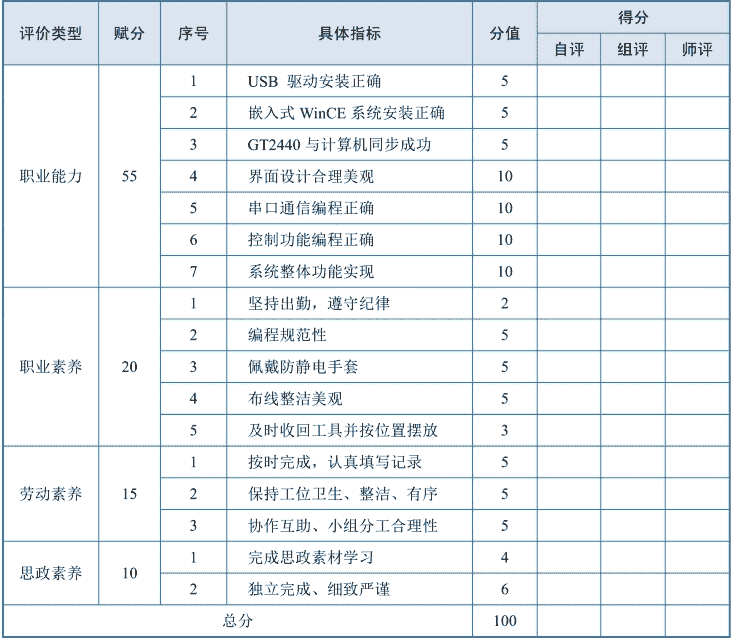 评价类型 赋分 序号 具体指标 分值 得分
自评 组评 师评
职业能力 55
1 USB 驱动安装正确 5
2 嵌入式 WinCE 系统安装正确 5
3 GT2440 与计算机同步成功 5
4 界面设计合理美观 10
5 串口通信编程正确 10
6 控制功能编程正确 10
7 系统整体功能实现 10
职业素养 20
1 坚持出勤，遵守纪律 2
2 编程规范性 5
3 佩戴防静电手套 5
4 布线整洁美观 5
5 及时收回工具并按位置摆放 3
劳动素养 15
1 按时完成，认真填写记录 5
2 保持工位卫生、整洁、有序 5
3 协作互助、小组分工合理性 5
思政素养 10
1 完成思政素材学习 4
2 独立完成、细致严谨 6
总分 100